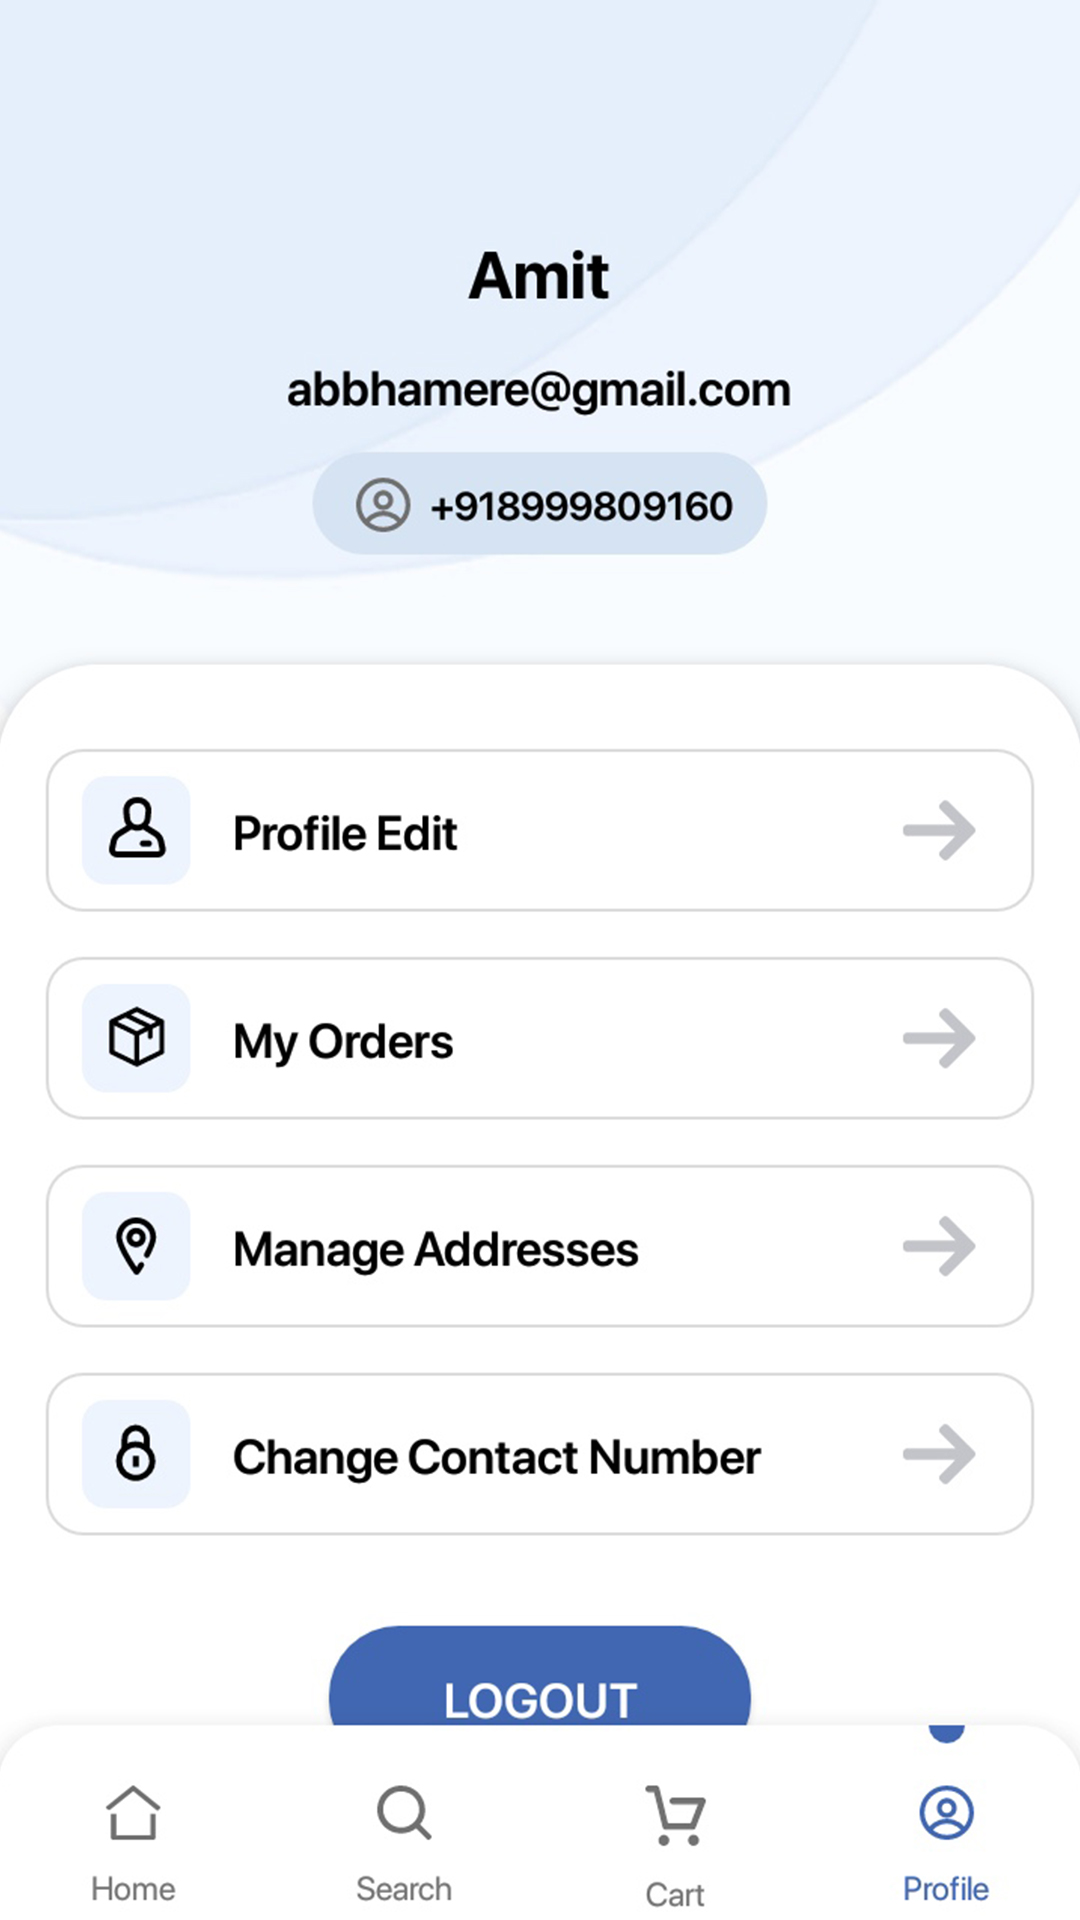 Amit
abbhamere@gmail.com
+918999809160
Profile Edit
My Orders
Manage Addresses
Change Contact Number
LOGOUT
Home
Search
Cart
Profile